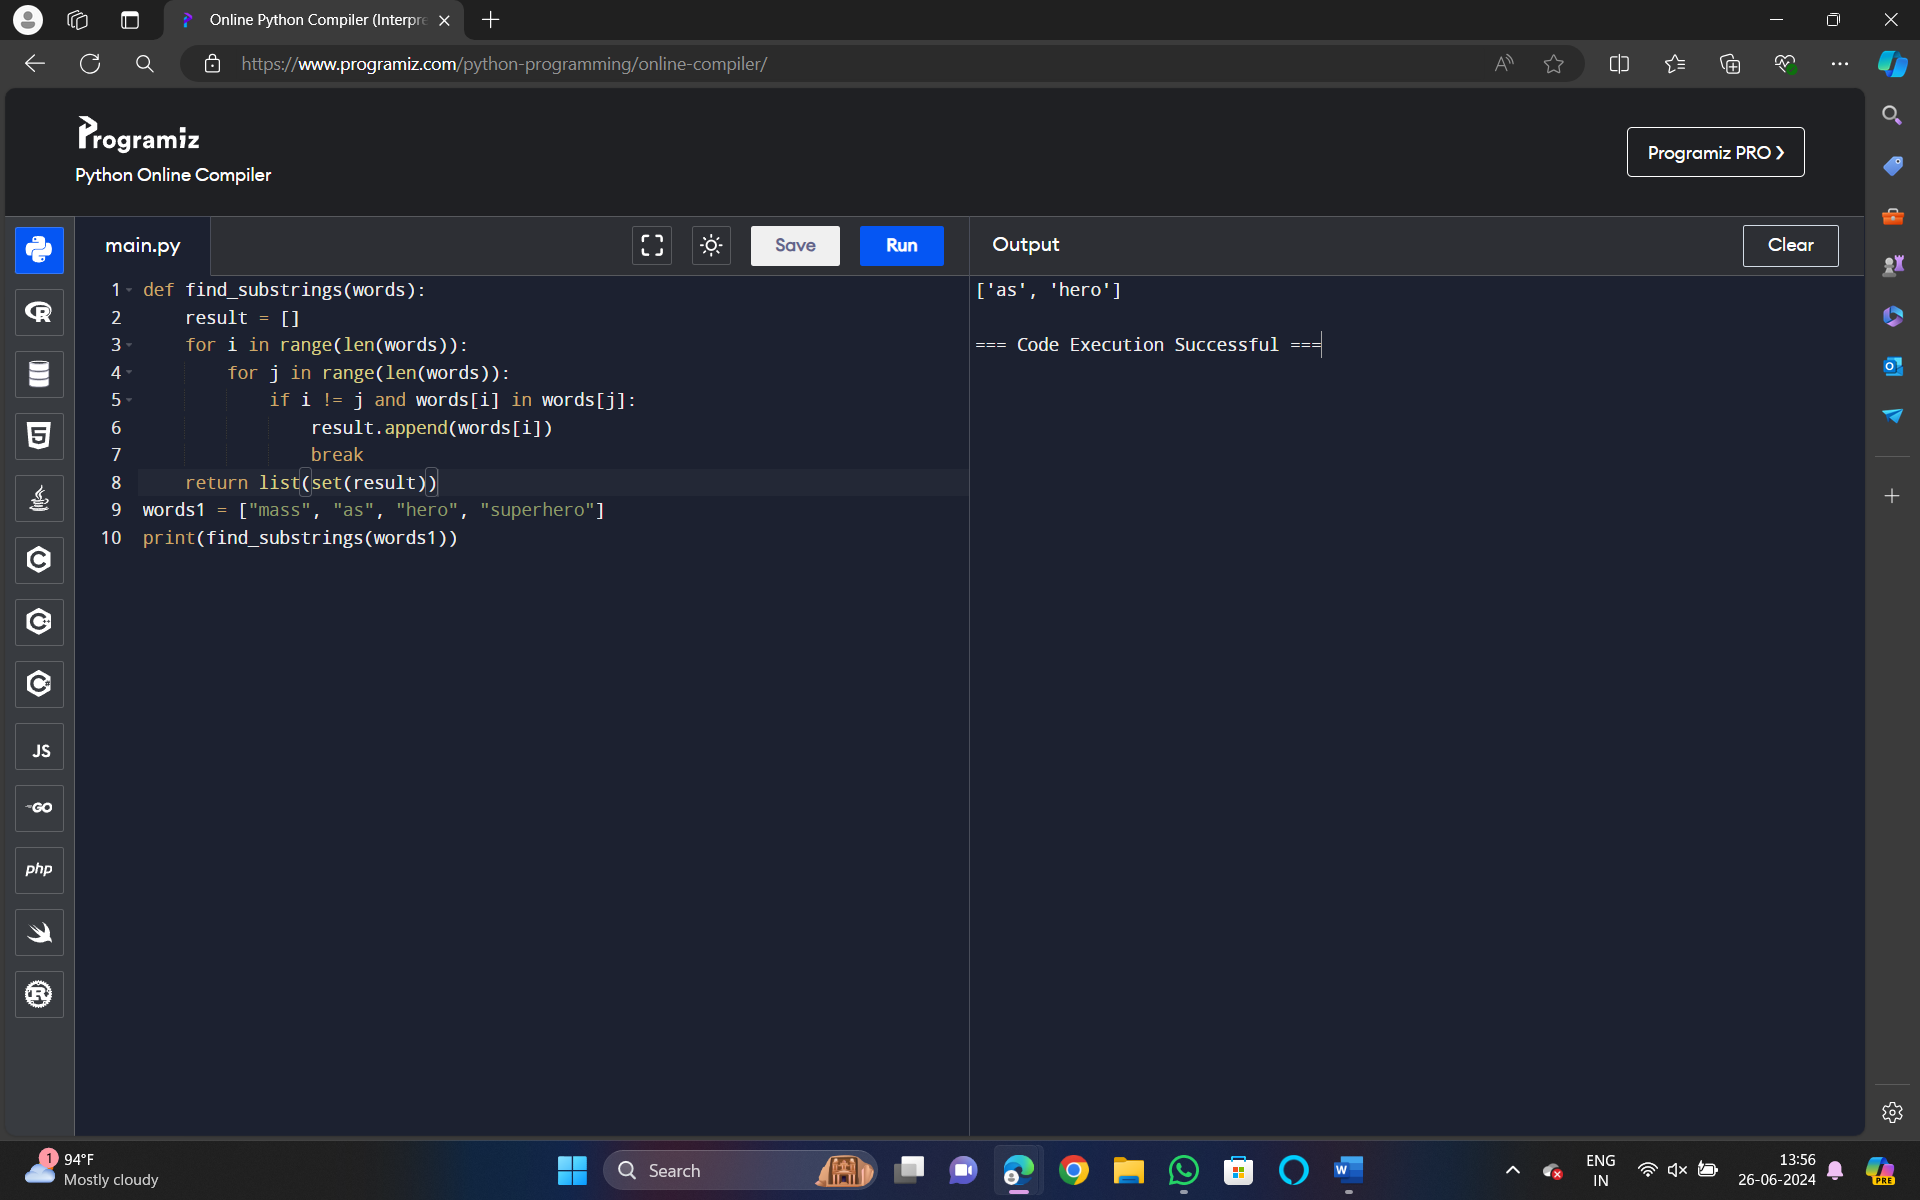 Online Python Compiler (Interpre
https://www.programiz.com/python-programming/online-compiler/
Programiz
Python Online Compiler
Programiz PRO ❯
main.py
Save
Run
Output
Clear
1 def find_substrings(words):
2     result = []
3     for i in range(len(words)):
4         for j in range(len(words)):
5             if i != j and words[i] in words[j]:
6                 result.append(words[i])
7                 break
8     return list(set(result))
9 words1 = ["mass", "as", "hero", "superhero"]
10 print(find_substrings(words1))
['as', 'hero']
=== Code Execution Successful ===
R
5
C
C+
C#
JS
GO
php
R
1
94°F
Mostly cloudy
Search
W
ENG
IN
13:56
26-06-2024
PRE